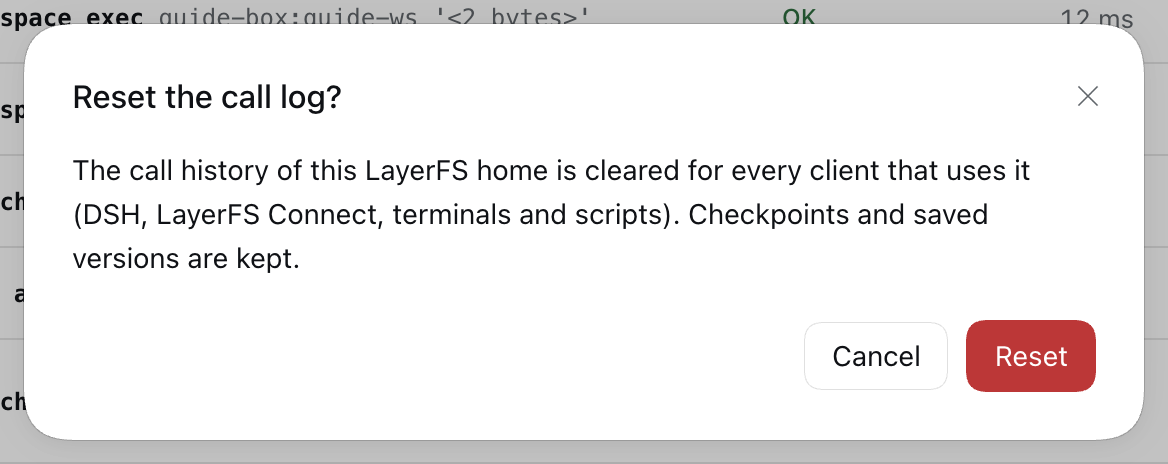 space exec guide-box:guide-ws '<2 bytes>' OK 12 ms
Reset the call log?
The call history of this LayerFS home is cleared for every client that uses it
(DSH, LayerFS Connect, terminals and scripts). Checkpoints and saved
versions are kept.
Cancel Reset